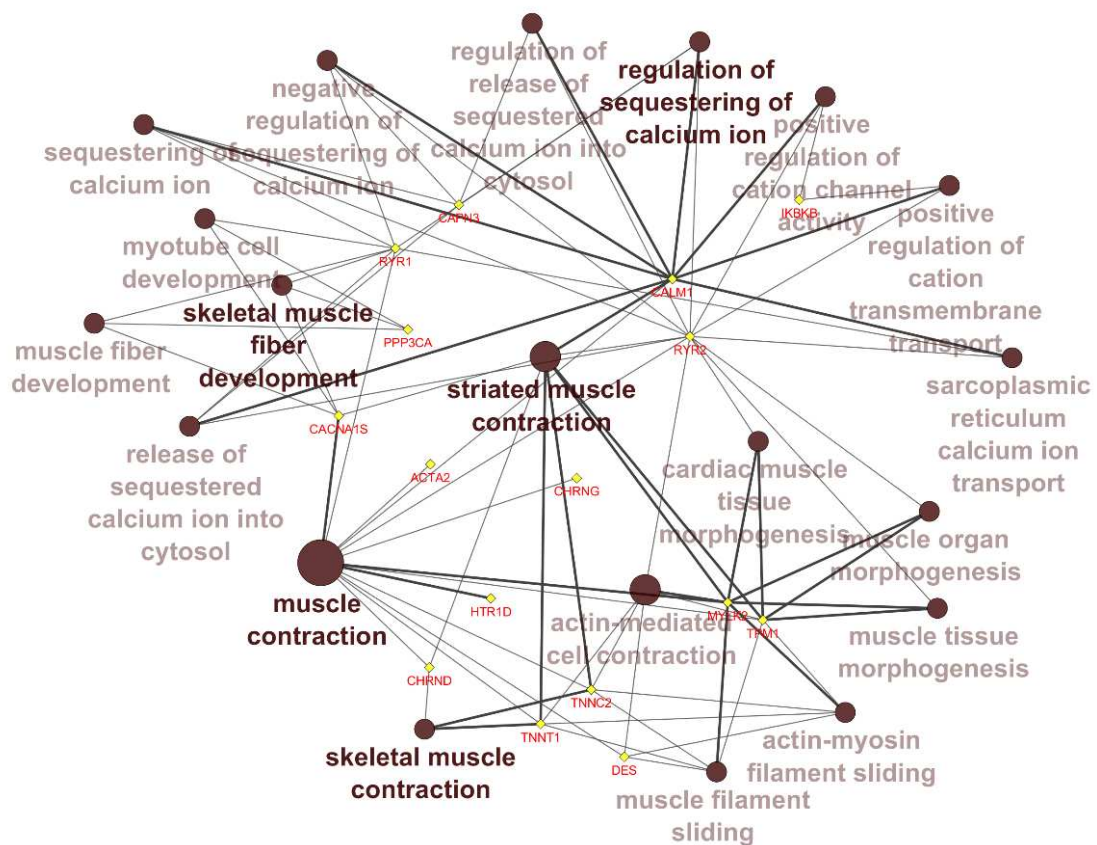 regulation of
release of
sequestered
calcium ion into
cytosol
regulation of
sequestering of
calcium ion
negative
regulation of
sequestering of
calcium ion
positive
regulation of
cation channel
activity
sequestering of
calcium ion
CAPN3
IKBKB
positive
regulation of
cation
transmembrane
transport
myotube cell
development
RYR1
CALM1
skeletal muscle
fiber
development
PPP3CA
RYR2
muscle fiber
development
striated muscle
contraction
sarcoplasmic
reticulum
calcium ion
transport
CACNA1S
release of
sequestered
calcium ion into
cytosol
ACTA2
CHRNG
cardiac muscle
tissue
morphogenesis
muscle organ
morphogenesis
muscle
contraction
HTR1D
actin-mediated
cell contraction
MYLK2
TPM1
muscle tissue
morphogenesis
CHRND
TNNC2
TNNT1
skeletal muscle
contraction
DES
actin-myosin
filament sliding
muscle filament
sliding